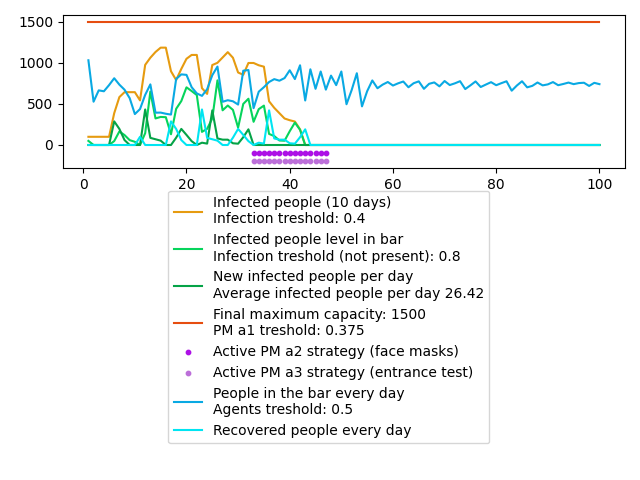 1500
1000
500
0
0
20
40
60
80
100
Infected people (10 days)
Infection treshold: 0.4
Infected people level in bar
Infection treshold (not present): 0.8
New infected people per day
Average infected people per day 26.42
Final maximum capacity: 1500
PM a1 treshold: 0.375
Active PM a2 strategy (face masks)
Active PM a3 strategy (entrance test)
People in the bar every day
Agents treshold: 0.5
Recovered people every day